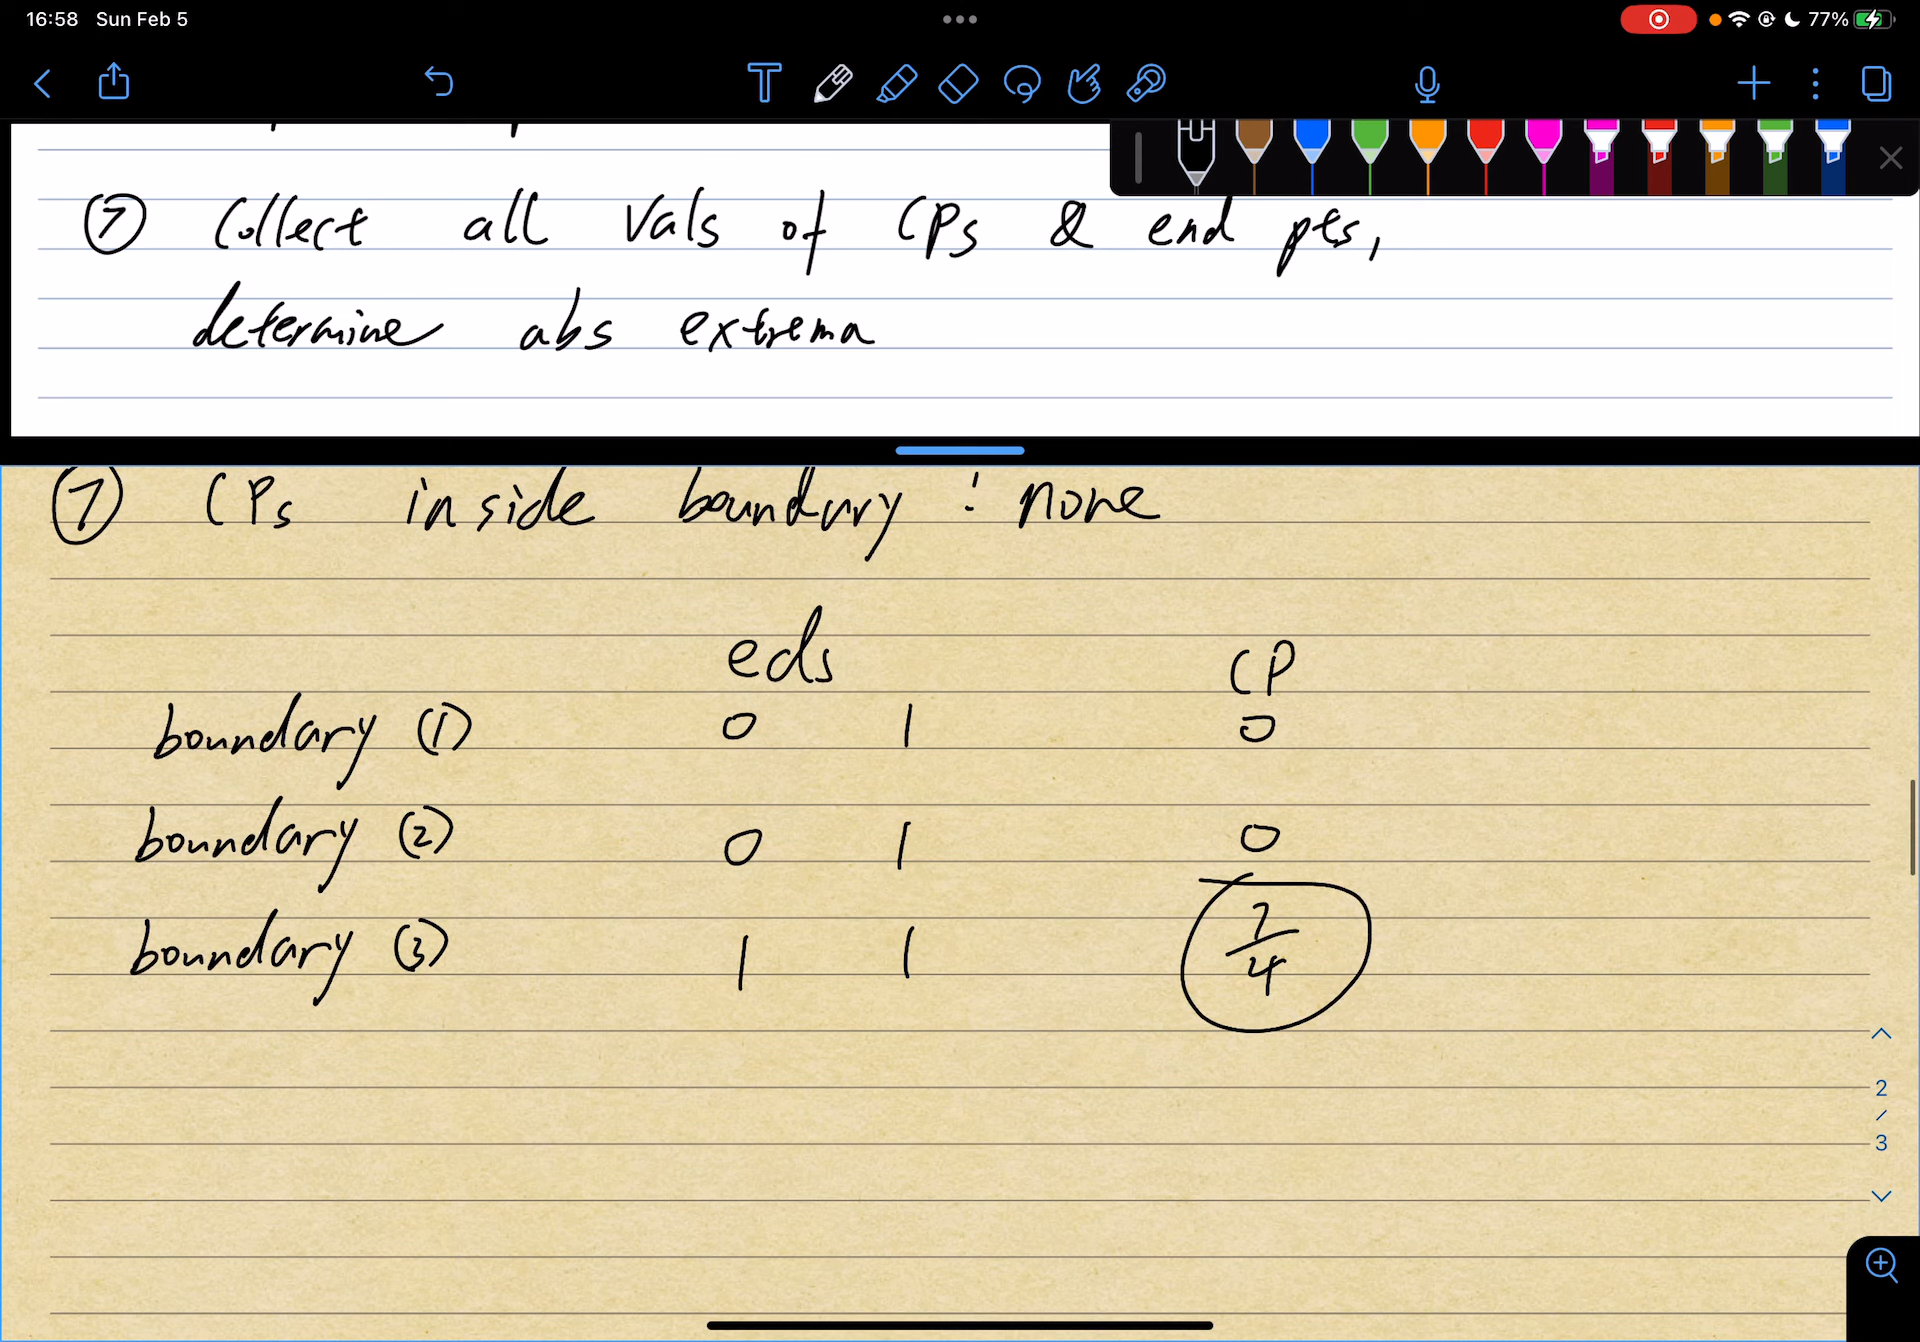 16:58 Sun Feb 5 77%
⑦ Collect all vals of CPs & end pts,
determine abs extrema
⑦ CPs inside boundary : none
eds CP
boundary (1) 0 1 0
boundary (2) 0 1 0
boundary (3) 1 1 7/4
2
/
3